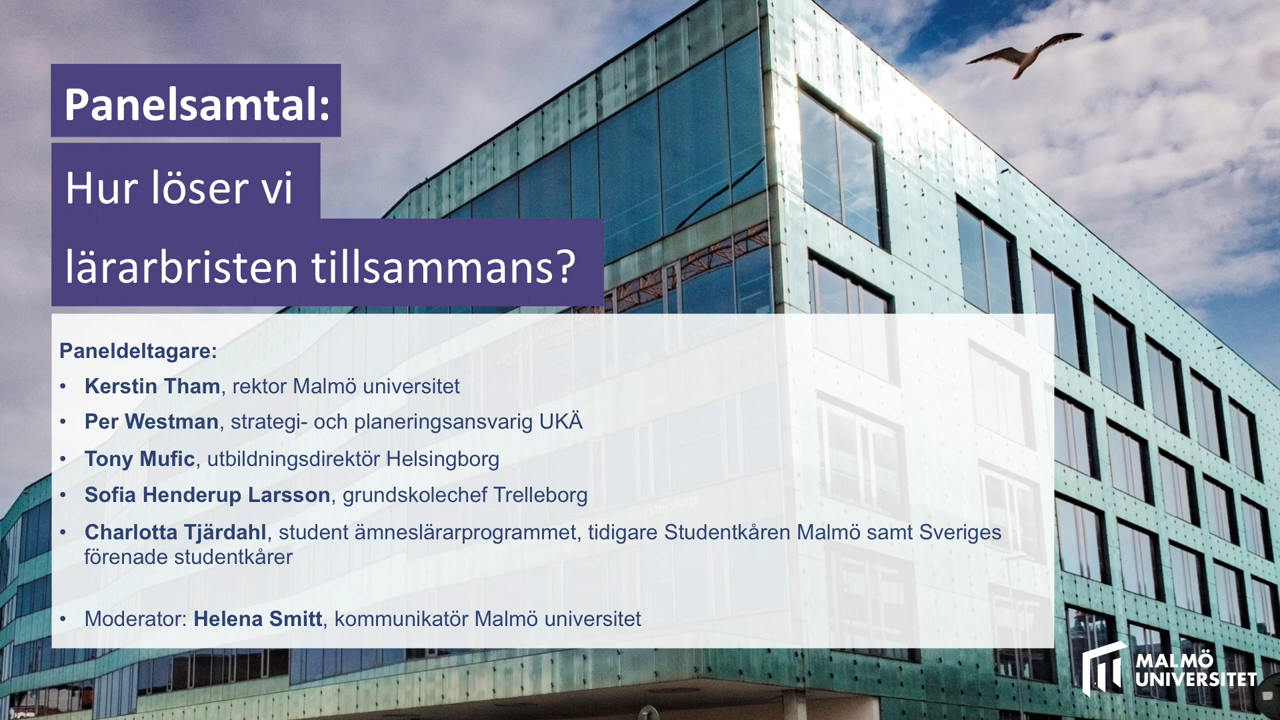 Panelsamtal:
Hur löser vi
lärarbristen tillsammans?
Paneldeltagare:
• Kerstin Tham, rektor Malmö universitet
• Per Westman, strategi- och planeringsansvarig UKÄ
• Tony Mufic, utbildningsdirektör Helsingborg
• Sofia Henderup Larsson, grundskolechef Trelleborg
• Charlotta Tjärdahl, student ämneslärarprogrammet, tidigare Studentkåren Malmö samt Sveriges
förenade studentkårer
• Moderator: Helena Smitt, kommunikatör Malmö universitet
MALMÖ
UNIVERSITET